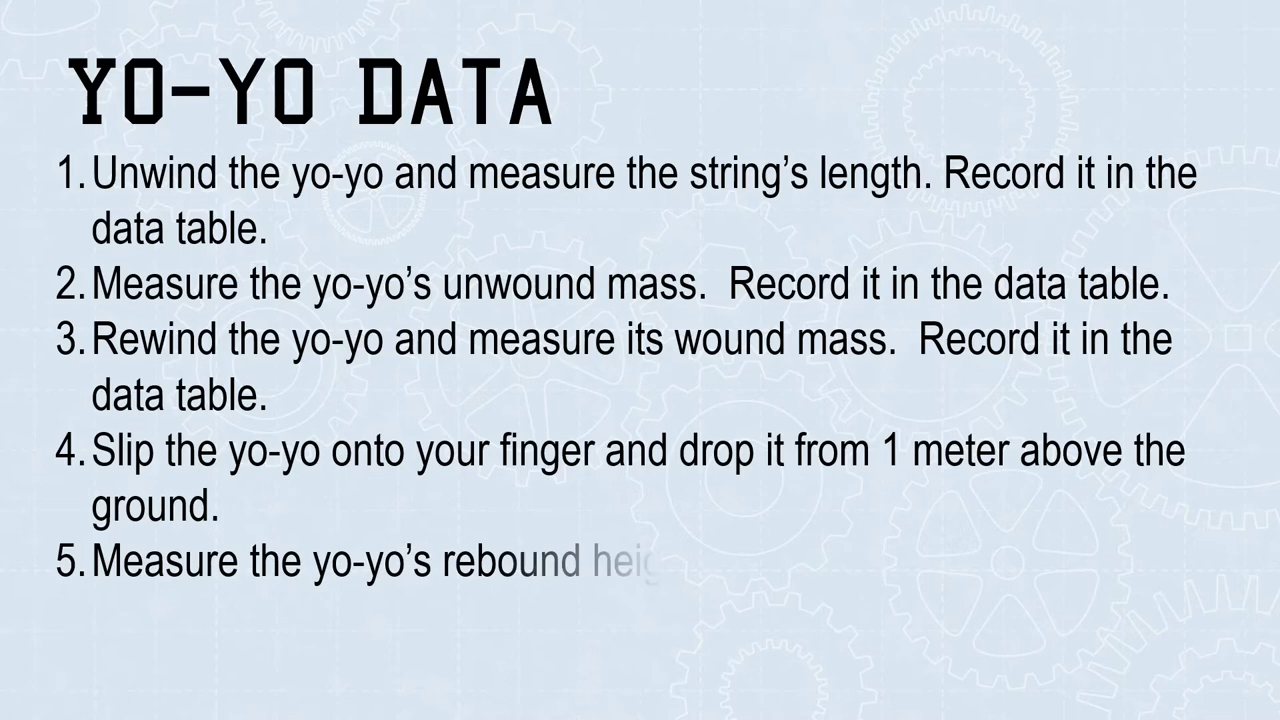 YO-YO DATA
1. Unwind the yo-yo and measure the string’s length. Record it in the
data table.
2. Measure the yo-yo’s unwound mass.  Record it in the data table.
3. Rewind the yo-yo and measure its wound mass.  Record it in the
data table.
4. Slip the yo-yo onto your finger and drop it from 1 meter above the
ground.
5. Measure the yo-yo’s rebound